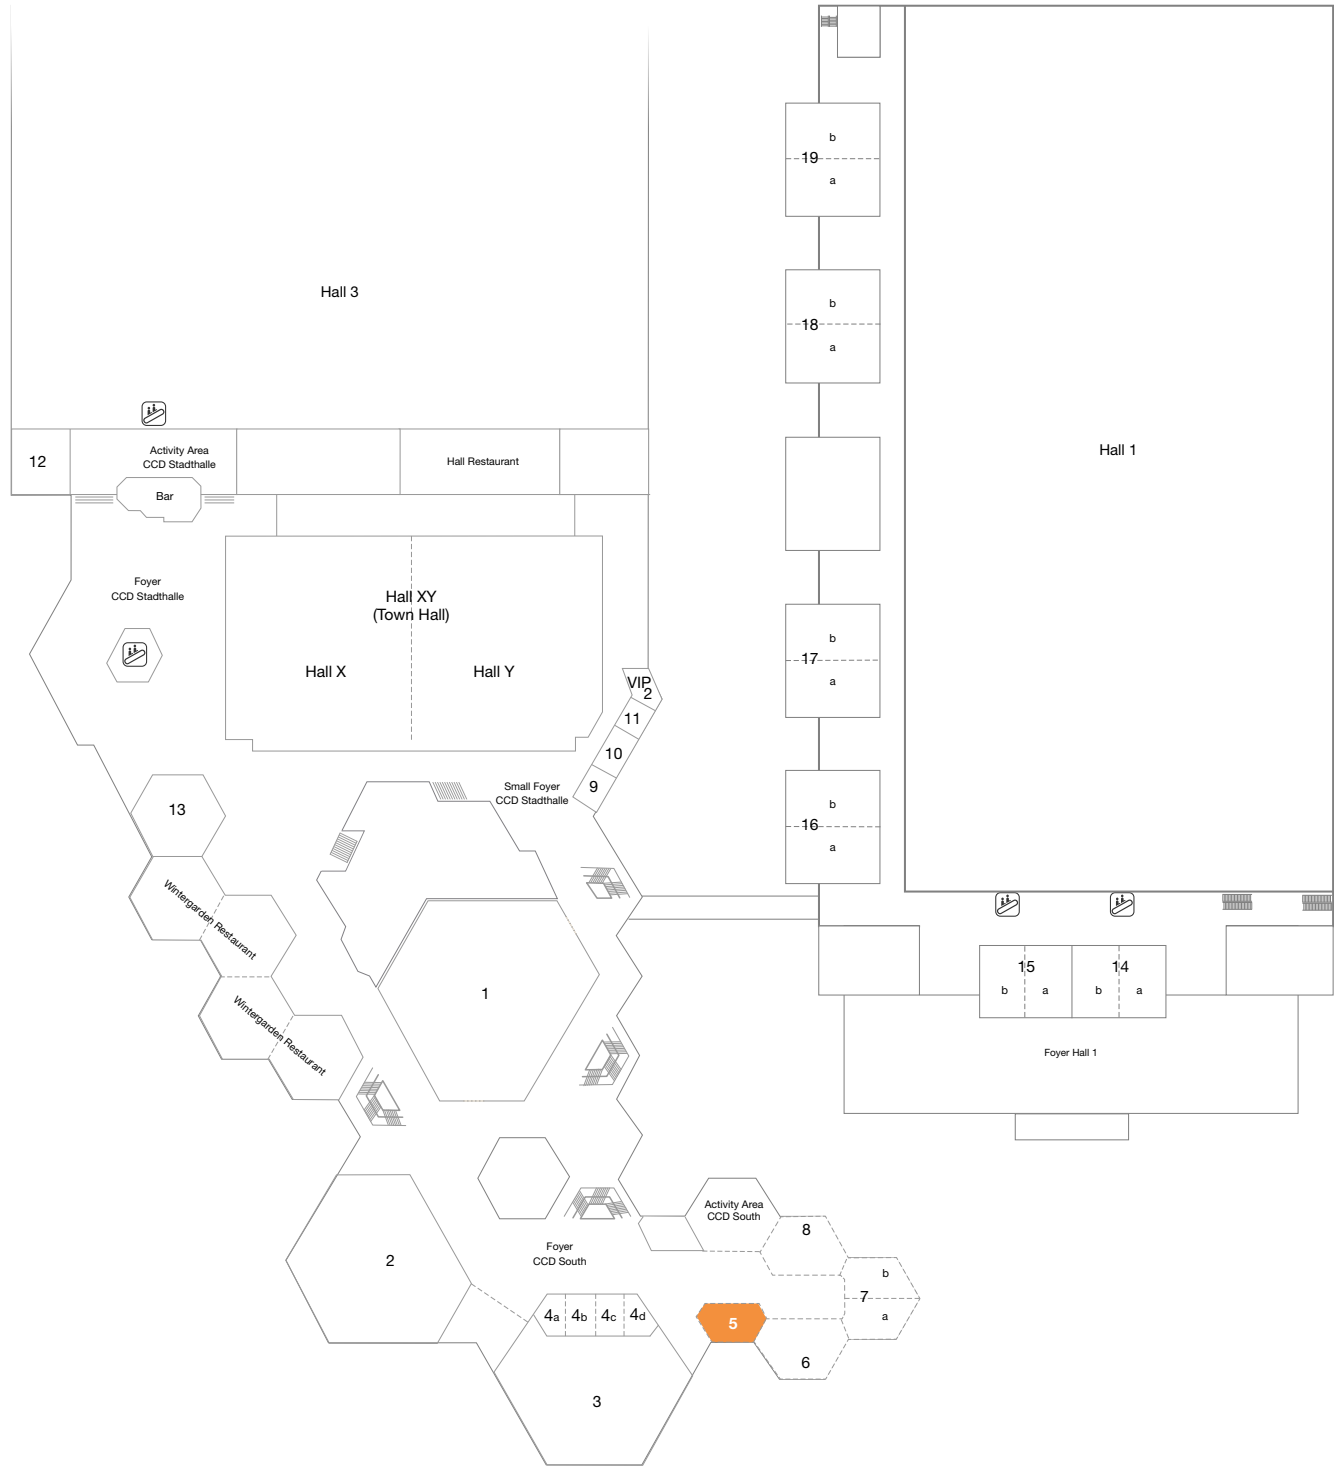 b
19
a
Hall 3
b
18
a
Hall 1
12
Activity Area
CCD Stadthalle
Hall Restaurant
Bar
Foyer
CCD Stadthalle
Hall XY
(Town Hall)
Hall X
Hall Y
b
17
a
VIP
2
11
10
9
Small Foyer
CCD Stadthalle
13
b
16
a
Wintergarden Restaurant
Wintergarden Restaurant
1
15
14
b
a
b
a
Foyer Hall 1
Activity Area
CCD South
8
Foyer
CCD South
2
b
7
a
4a
4b
4c
4d
5
6
3